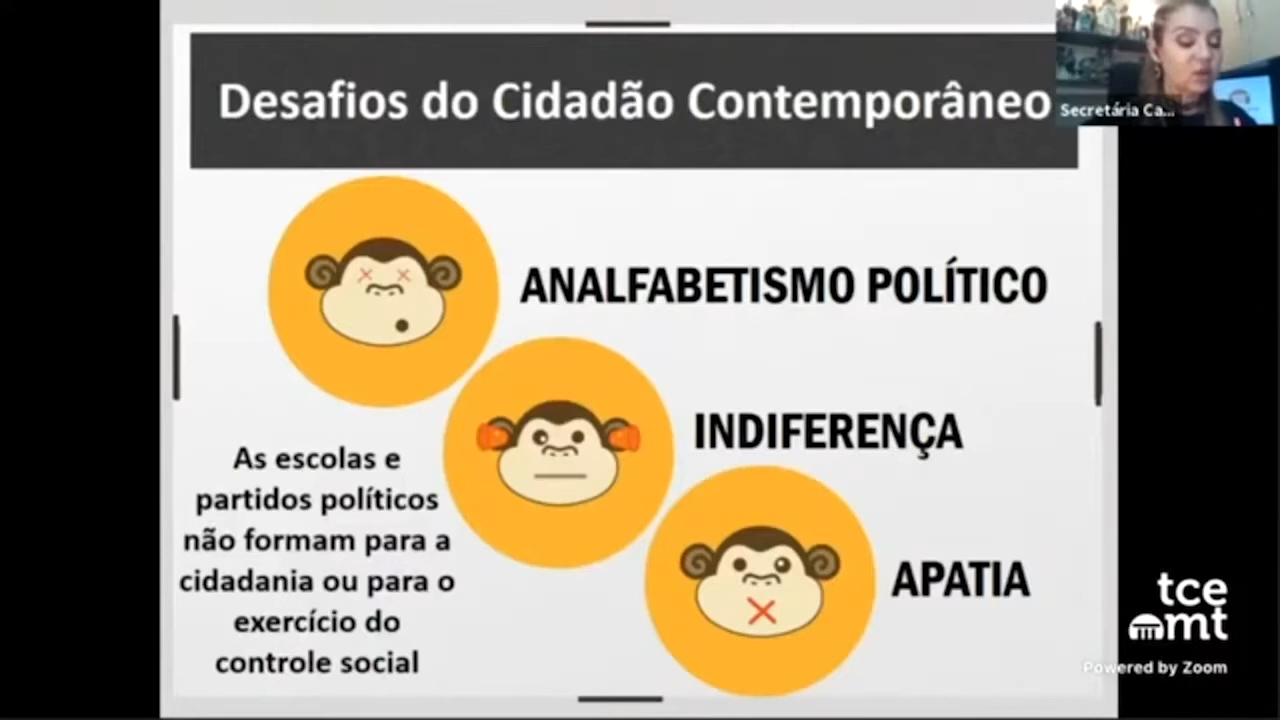 Desafios do Cidadão Contemporâneo
Secretária Ca...
ANALFABETISMO POLÍTICO
INDIFERENÇA
As escolas e
partidos políticos
não formam para a
cidadania ou para o
exercício do
controle social
APATIA
tce
mt
Powered by Zoom